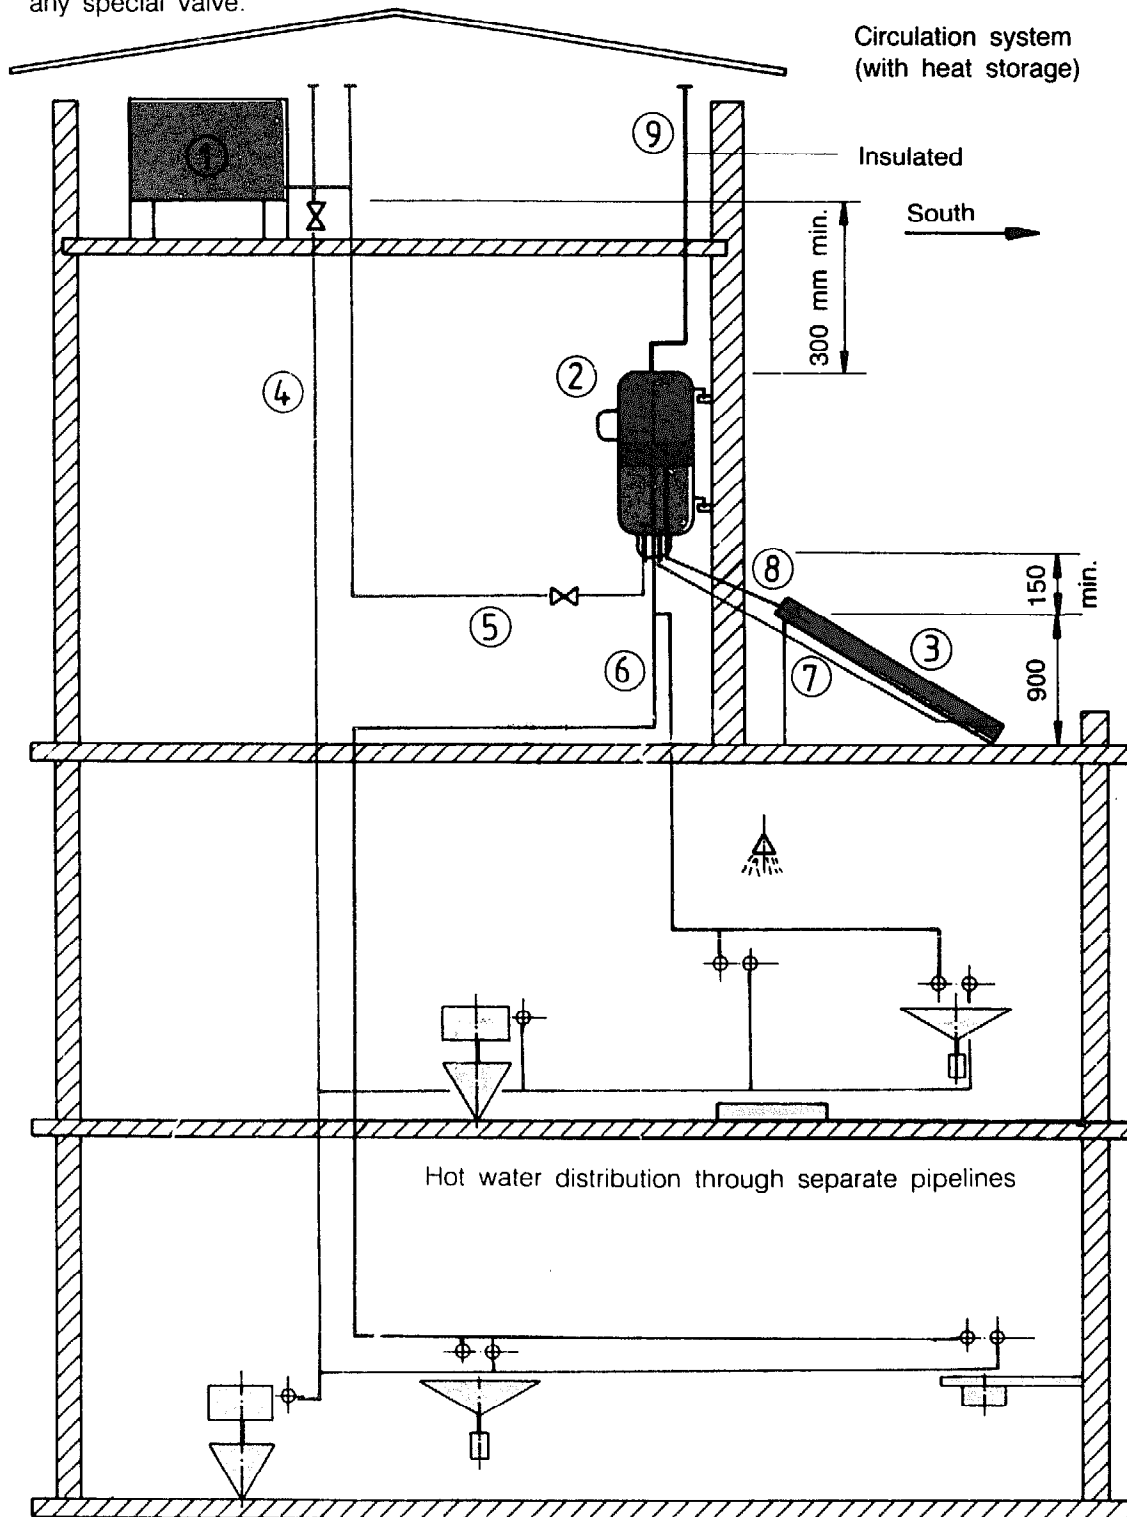 any special valve.
Circulation system
(with heat storage)
1
9
Insulated
South
300 mm min.
2
4
8
150
min.
5
3
6
7
900
Hot water distribution through separate pipelines